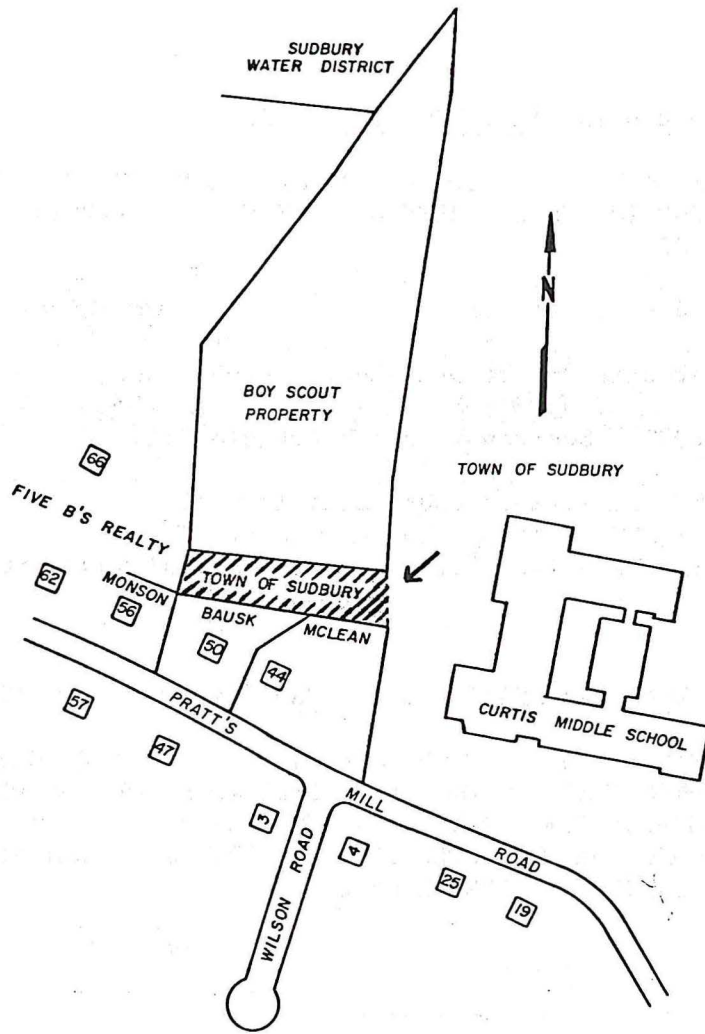 SUDBURY
WATER DISTRICT
N
BOY SCOUT
PROPERTY
TOWN OF SUDBURY
66
FIVE B'S REALTY
TOWN OF SUDBURY
62
MONSON
56
BAUSK
MCLEAN
50
44
CURTIS MIDDLE SCHOOL
57
PRATT'S
47
MILL
3
4
ROAD
25
19
WILSON ROAD